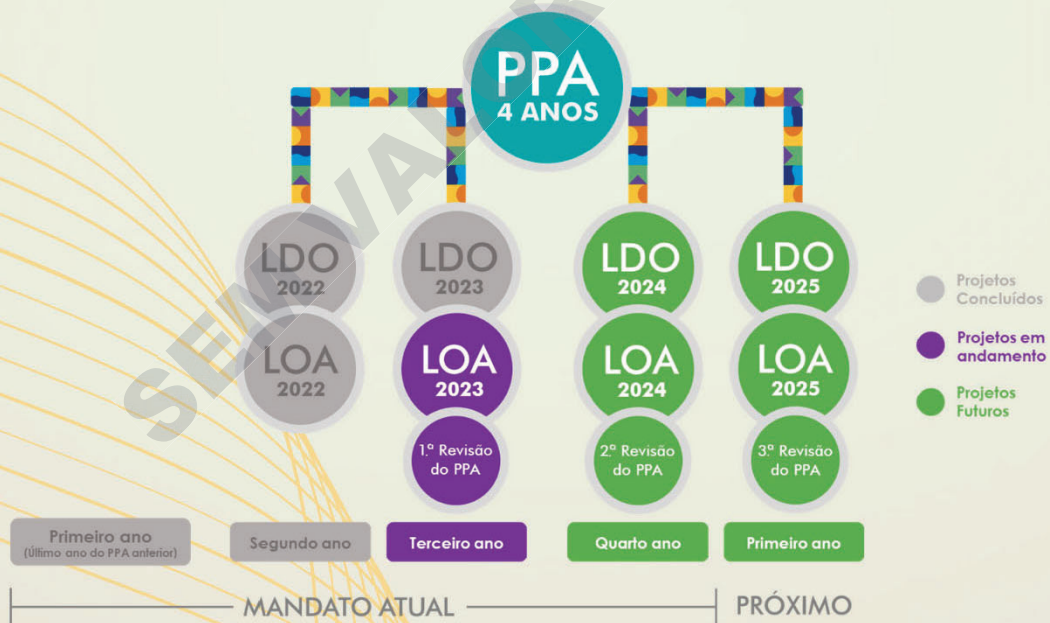 PPA
4 ANOS
LDO
2022
LDO
2023
LDO
2024
LDO
2025
LOA
2022
LOA
2023
LOA
2024
LOA
2025
1.ª Revisão
do PPA
2.ª Revisão
do PPA
3.ª Revisão
do PPA
Projetos
Concluídos
Projetos em
andamento
Projetos
Futuros
Primeiro ano
(Último ano do PPA anterior)
Segundo ano
Terceiro ano
Quarto ano
Primeiro ano
MANDATO ATUAL
PRÓXIMO
SEM VALOR